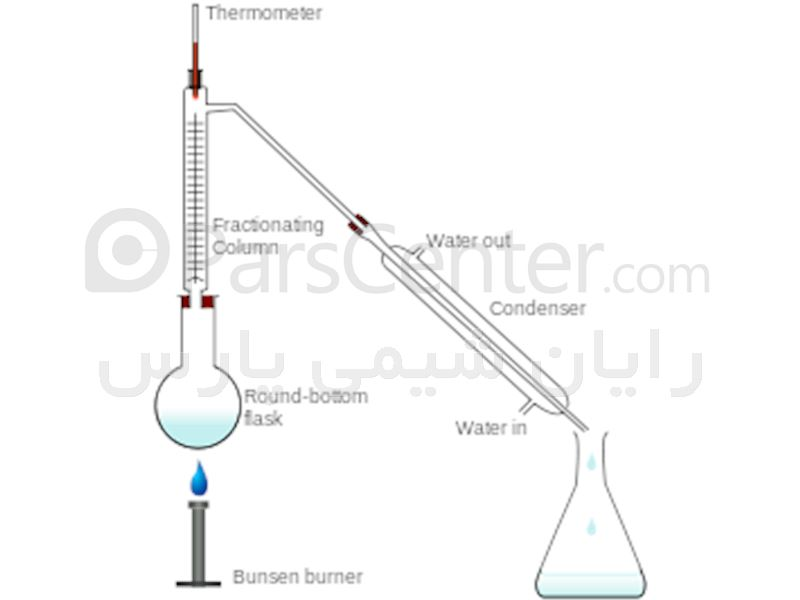 Thermometer
Fractionating
Column
Water out
ParsCenter.com
Condenser
رایان شیمی پارس
Round-bottom
flask
Water in
Bunsen burner